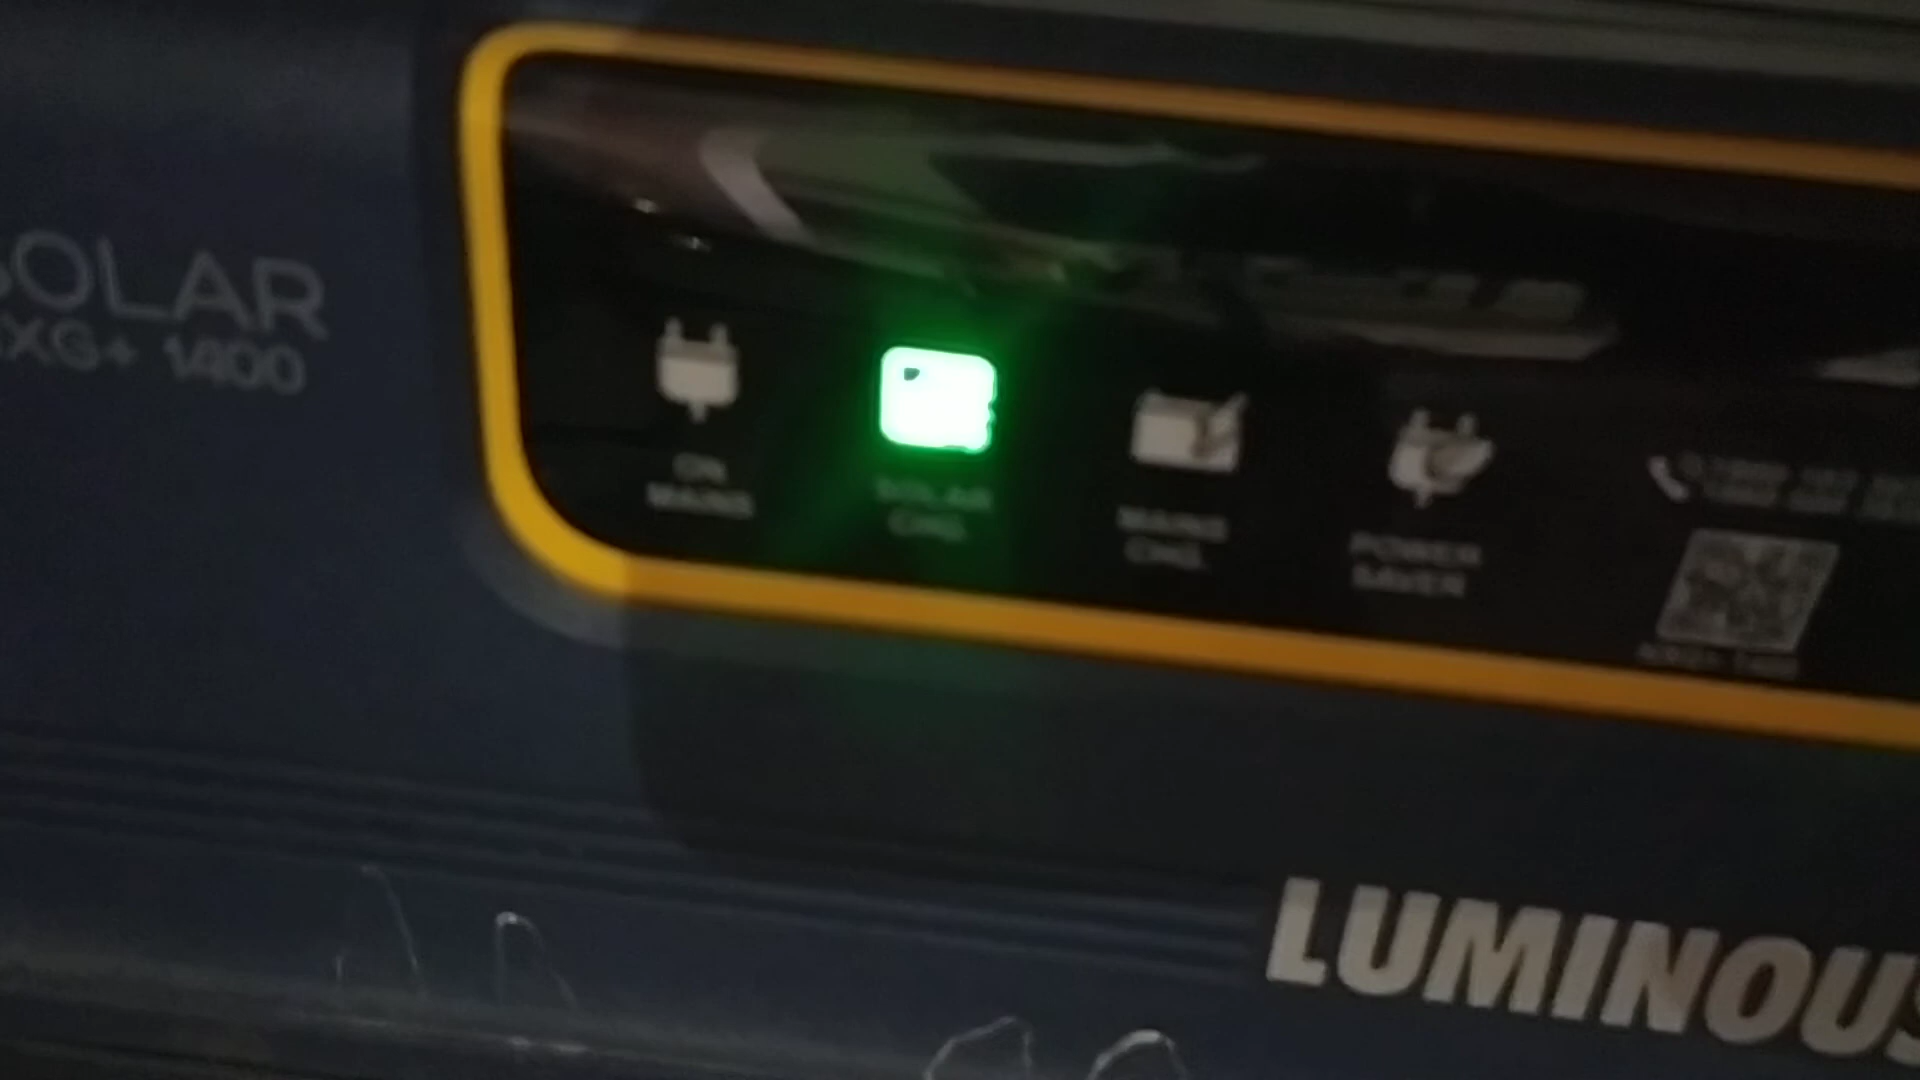 SOLAR
XG+ 1400
ON
MAINS
SOLAR
CHG.
MAINS
CHG.
POWER
SAVER
LUMINOUS